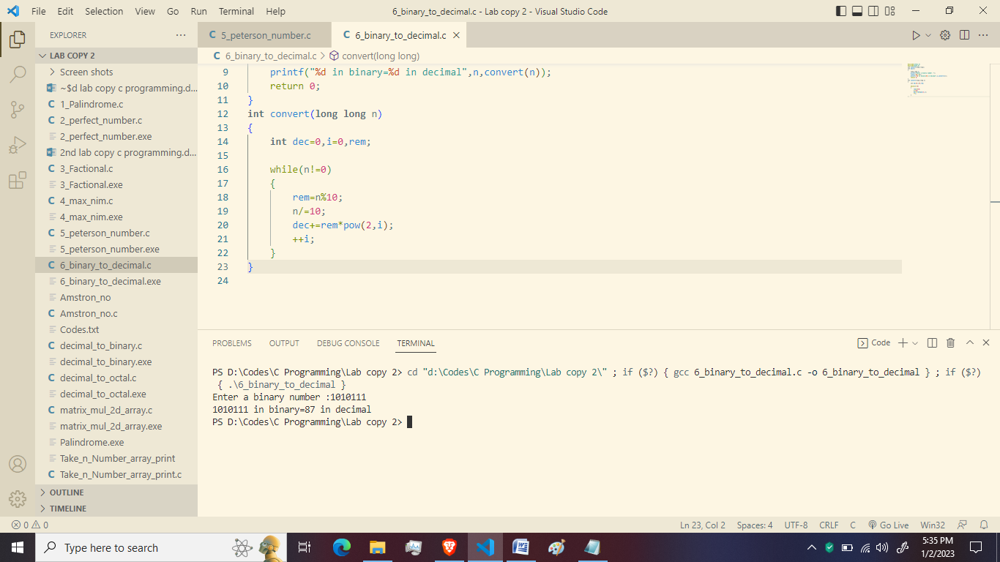 File Edit Selection View Go Run Terminal Help
6_binary_to_decimal.c - Lab copy 2 - Visual Studio Code
EXPLORER
LAB COPY 2
Screen shots
~$d lab copy c programming.d...
1_Palindrome.c
2_perfect_number.c
2_perfect_number.exe
2nd lab copy c programming.d...
3_Factional.c
3_Factional.exe
4_max_nim.c
4_max_nim.exe
5_peterson_number.c
5_peterson_number.exe
6_binary_to_decimal.c
6_binary_to_decimal.exe
Amstron_no
Amstron_no.c
Codes.txt
decimal_to_binary.c
decimal_to_binary.exe
decimal_to_octal.c
decimal_to_octal.exe
matrix_mul_2d_array.c
matrix_mul_2d_array.exe
Palindrome.exe
Take_n_Number_array_print
Take_n_Number_array_print.c
OUTLINE
TIMELINE
C 5_peterson_number.c
C 6_binary_to_decimal.c
C 6_binary_to_decimal.c > convert(long long)
9 printf("%d in binary=%d in decimal",n,convert(n));
10 return 0;
11 }
12 int convert(long long n)
13 {
14 int dec=0,i=0,rem;
15
16 while(n!=0)
17 {
18 rem=n%10;
19 n/=10;
20 dec+=rem*pow(2,i);
21 ++i;
22 }
23 }
24
PROBLEMS OUTPUT DEBUG CONSOLE TERMINAL
Code
PS D:\Codes\C Programming\Lab copy 2> cd "d:\Codes\C Programming\Lab copy 2\" ; if ($?) { gcc 6_binary_to_decimal.c -o 6_binary_to_decimal } ; if ($?)
{ .\6_binary_to_decimal }
Enter a binary number :1010111
1010111 in binary=87 in decimal
PS D:\Codes\C Programming\Lab copy 2>
0 0
Ln 23, Col 2 Spaces: 4 UTF-8 CRLF C Go Live Win32
Type here to search
5:35 PM
1/2/2023